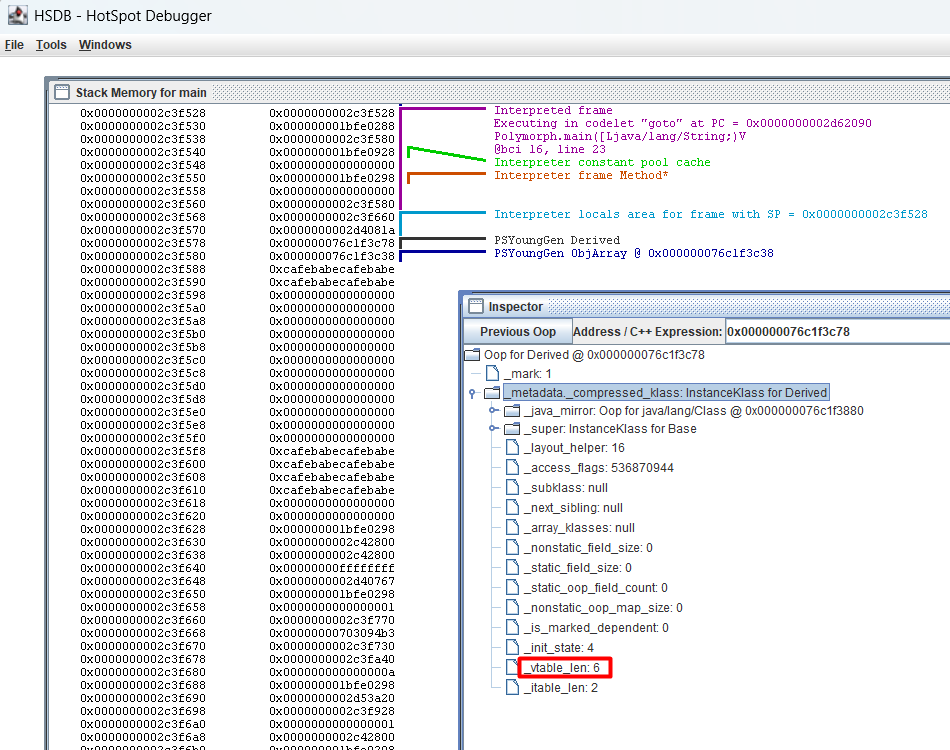 HSDB - HotSpot Debugger
File Tools Windows
Stack Memory for main
0x0000000002c3f528 0x0000000002c3f528 Interpreted frame
0x0000000002c3f530 0x000000001bfe0288 Executing in codelet "goto" at PC = 0x0000000002d62090
0x0000000002c3f538 0x0000000002c3f580 Polymorph.main([Ljava/lang/String;)V
0x0000000002c3f540 0x000000001bfe0928 @bci 16, line 23
0x0000000002c3f548 0x0000000000000000 Interpreter constant pool cache
0x0000000002c3f550 0x000000001bfe0298 Interpreter frame Method*
0x0000000002c3f558 0x0000000000000000
0x0000000002c3f560 0x0000000002c3f580
0x0000000002c3f568 0x0000000002c3f660 Interpreter locals area for frame with SP = 0x0000000002c3f528
0x0000000002c3f570 0x0000000002d4081a
0x0000000002c3f578 0x000000076c1f3c78 PSYoungGen Derived
0x0000000002c3f580 0x000000076c1f3c38 PSYoungGen ObjArray @ 0x000000076c1f3c38
0x0000000002c3f588 0xcafebabecafebabe
0x0000000002c3f590 0xcafebabecafebabe
0x0000000002c3f598 0x0000000000000000
0x0000000002c3f5a0 0x0000000000000000
0x0000000002c3f5a8 0x0000000000000000
0x0000000002c3f5b0 0x0000000000000000
0x0000000002c3f5b8 0x0000000000000000
0x0000000002c3f5c0 0x0000000000000000
0x0000000002c3f5c8 0x0000000000000000
0x0000000002c3f5d0 0x0000000000000000
0x0000000002c3f5d8 0x0000000000000000
0x0000000002c3f5e0 0x0000000000000000
0x0000000002c3f5e8 0x0000000000000000
0x0000000002c3f5f0 0x0000000000000000
0x0000000002c3f5f8 0xcafebabecafebabe
0x0000000002c3f600 0xcafebabecafebabe
0x0000000002c3f608 0xcafebabecafebabe
0x0000000002c3f610 0xcafebabecafebabe
0x0000000002c3f618 0x0000000000000000
0x0000000002c3f620 0x0000000000000000
0x0000000002c3f628 0x000000001bfe0298
0x0000000002c3f630 0x0000000002c42800
0x0000000002c3f638 0x0000000002c42800
0x0000000002c3f640 0x00000000ffffffff
0x0000000002c3f648 0x0000000002d40767
0x0000000002c3f650 0x000000001bfe0298
0x0000000002c3f658 0x0000000000000001
0x0000000002c3f660 0x0000000002c3f770
0x0000000002c3f668 0x00000000703094b3
0x0000000002c3f670 0x0000000002c3f730
0x0000000002c3f678 0x0000000002c3fa40
0x0000000002c3f680 0x000000000000000a
0x0000000002c3f688 0x000000001bfe0298
0x0000000002c3f690 0x0000000002d53a20
0x0000000002c3f698 0x0000000002c3f928
0x0000000002c3f6a0 0x0000000000000001
0x0000000002c3f6a8 0x0000000002c42800
0x0000000002c3f6b0 0x000000001bfe0298
Inspector
Previous Oop Address / C++ Expression: 0x000000076c1f3c78
Oop for Derived @ 0x000000076c1f3c78
_mark: 1
_metadata._compressed_klass: InstanceKlass for Derived
_java_mirror: Oop for java/lang/Class @ 0x000000076c1f3880
_super: InstanceKlass for Base
_layout_helper: 16
_access_flags: 536870944
_subklass: null
_next_sibling: null
_array_klasses: null
_nonstatic_field_size: 0
_static_field_size: 0
_static_oop_field_count: 0
_nonstatic_oop_map_size: 0
_is_marked_dependent: 0
_init_state: 4
_vtable_len: 6
_itable_len: 2